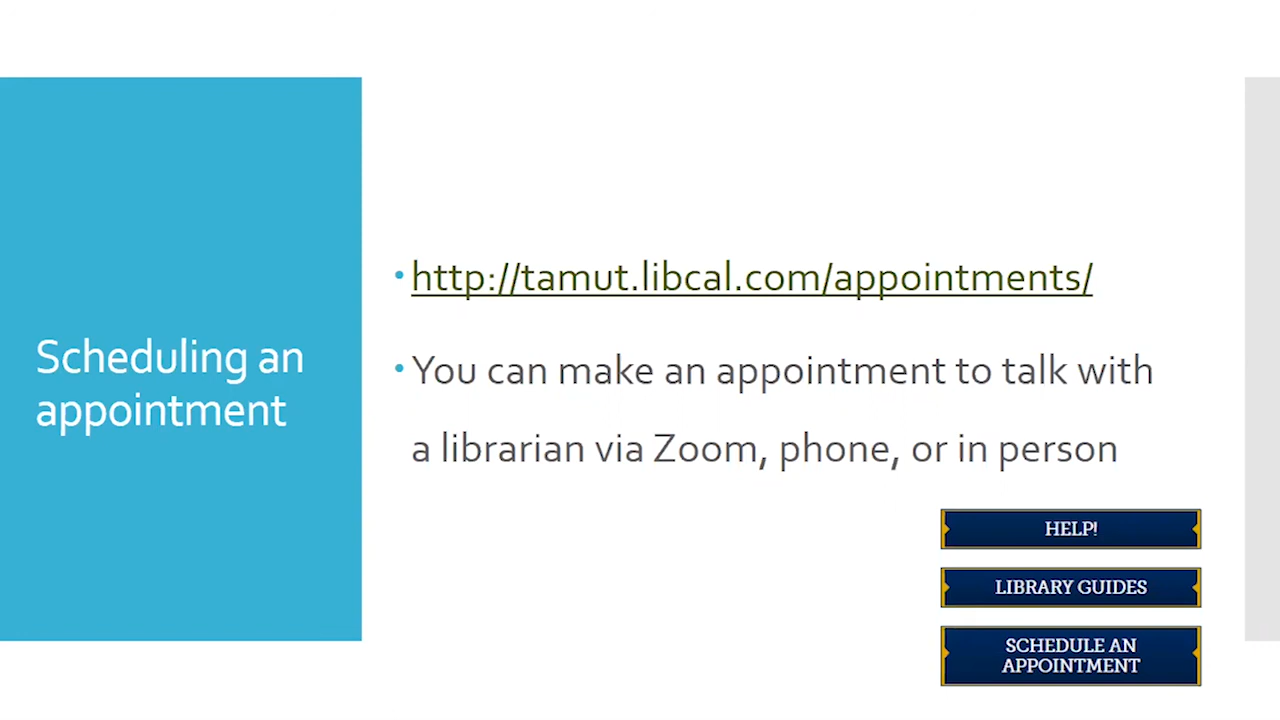 Scheduling an
appointment
• http://tamut.libcal.com/appointments/
• You can make an appointment to talk with
a librarian via Zoom, phone, or in person
HELP!
LIBRARY GUIDES
SCHEDULE AN
APPOINTMENT